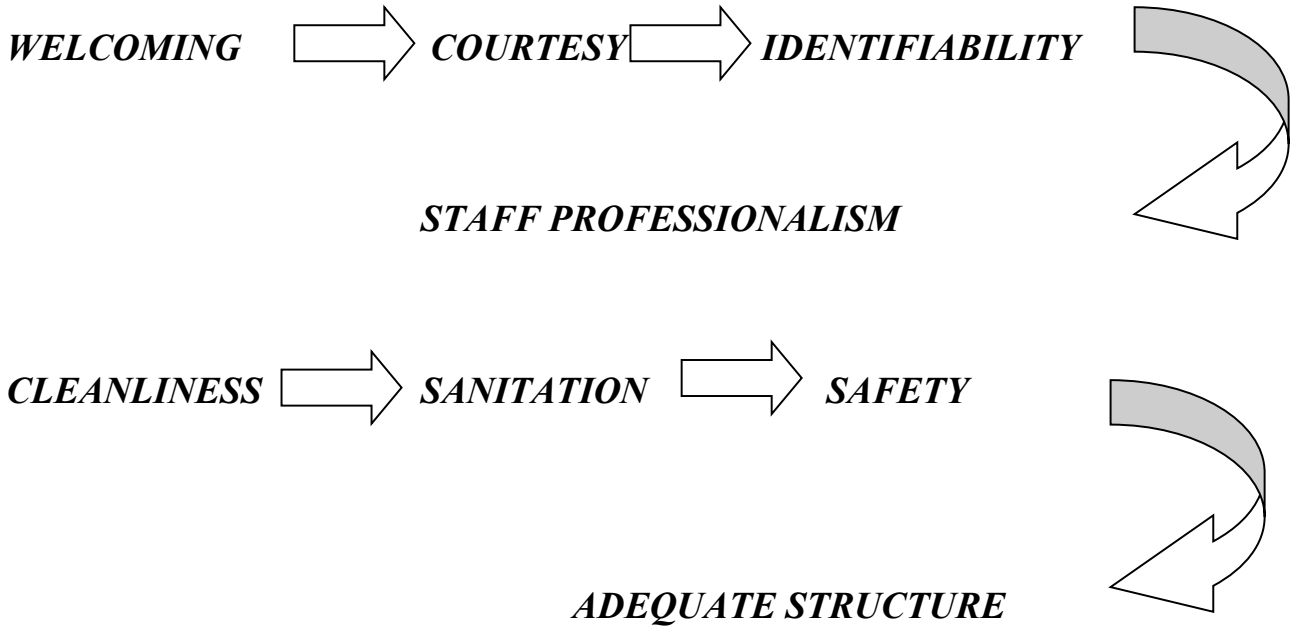 WELCOMING COURTESY IDENTIFIABILITY
STAFF PROFESSIONALISM
CLEANLINESS SANITATION SAFETY
ADEQUATE STRUCTURE